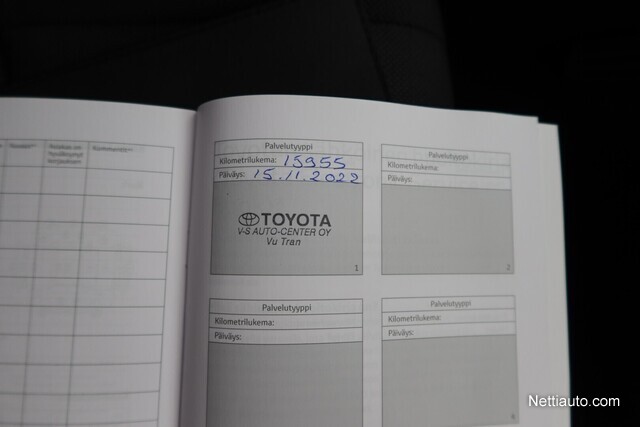 Palvelutyyppi
Kilometrilukema: 15955
Päiväys: 15.11.2022
TOYOTA
V-S AUTO-CENTER OY
Vu Tran
1
Palvelutyyppi
Kilometrilukema:
Päiväys:
2
Palvelutyyppi
Kilometrilukema:
Päiväys:
Palvelutyyppi
Kilometrilukema:
Päiväys:
4
Nettiauto.com